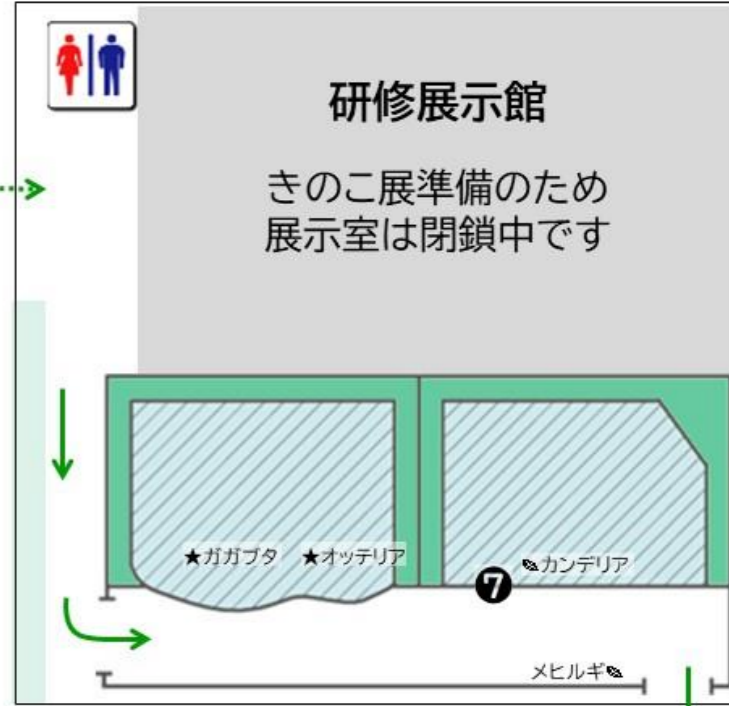 研修展示館
きのこ展準備のため
展示室は閉鎖中です
★ガガブタ ★オッテリア
カンデリア
❼
メヒルギ